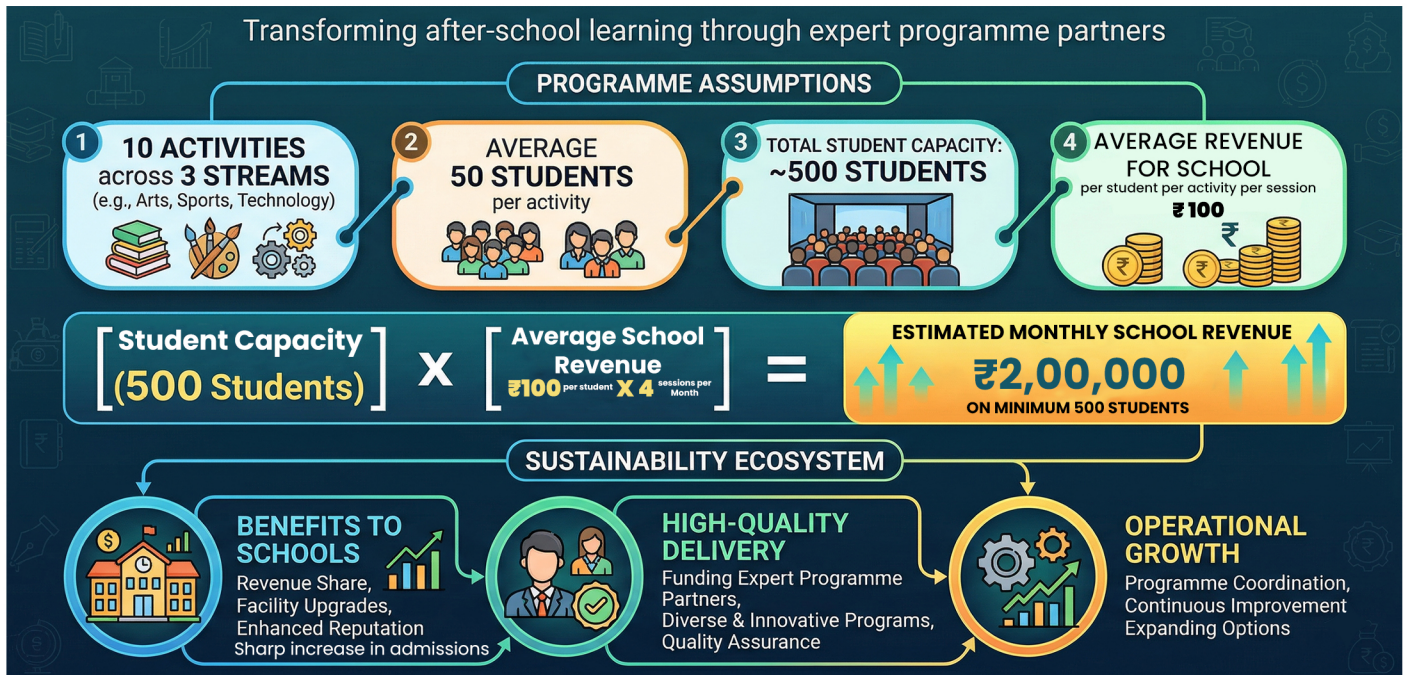 Transforming after-school learning through expert programme partners
PROGRAMME ASSUMPTIONS
1
10 ACTIVITIES
across 3 STREAMS
(e.g., Arts, Sports, Technology)
2
AVERAGE
50 STUDENTS
per activity
3
TOTAL STUDENT CAPACITY:
~500 STUDENTS
4
AVERAGE REVENUE
FOR SCHOOL
per student per activity per session
₹ 100
₹
₹
₹
₹
₹
₹
[Student Capacity
(500 Students)]
X
[Average School
Revenue
₹100 per student X 4 sessions per
Month]
=
ESTIMATED MONTHLY SCHOOL REVENUE
₹2,00,000
ON MINIMUM 500 STUDENTS
SUSTAINABILITY ECOSYSTEM
$
BENEFITS TO
SCHOOLS
Revenue Share,
Facility Upgrades,
Enhanced Reputation
Sharp increase in admissions
HIGH-QUALITY
DELIVERY
Funding Expert Programme
Partners,
Diverse & Innovative Programs,
Quality Assurance
OPERATIONAL
GROWTH
Programme Coordination,
Continuous Improvement
Expanding Options